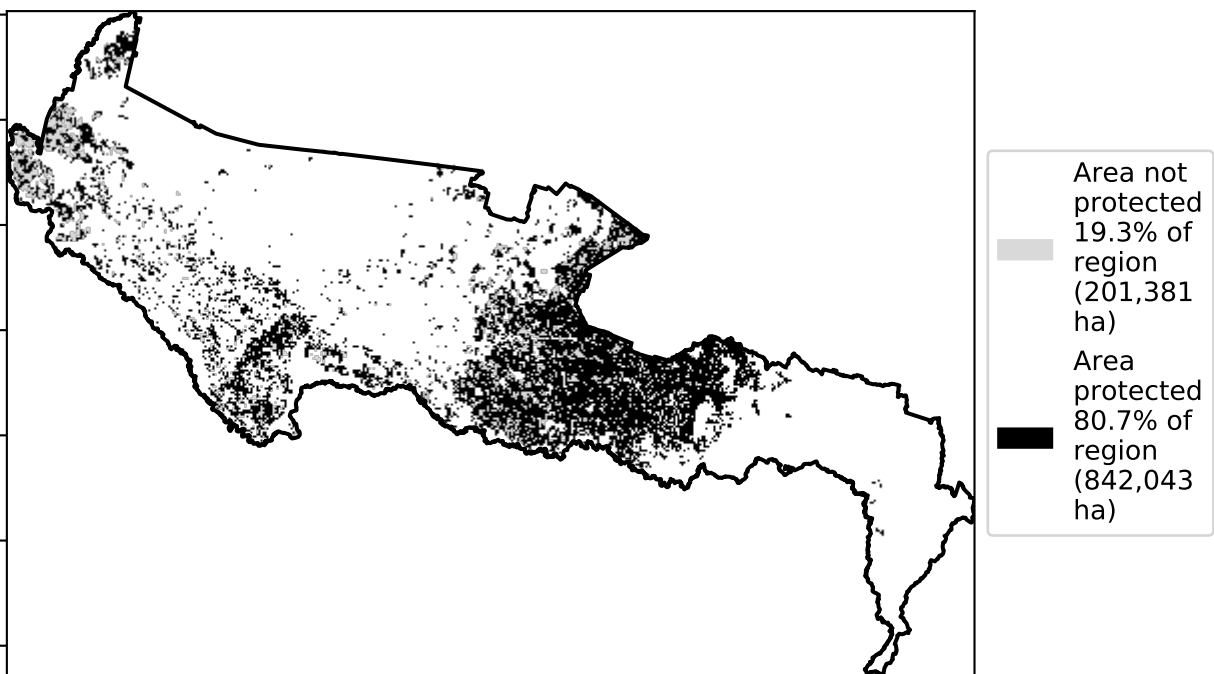 Area not
protected
19.3% of
region
(201,381
ha)
Area
protected
80.7% of
region
(842,043
ha)